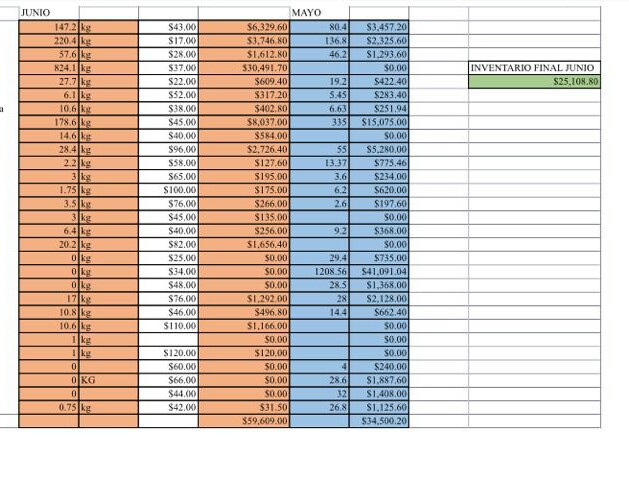 JUNIO MAYO
147.2 kg $43.00 $6,329.60 80.4 $3,457.20
220.4 kg $17.00 $3,746.80 136.8 $2,325.60
57.6 kg $28.00 $1,612.80 46.2 $1,293.60
824.1 kg $37.00 $30,491.70 $0.00 INVENTARIO FINAL JUNIO
27.7 kg $22.00 $609.40 19.2 $422.40 $25,108.80
6.1 kg $52.00 $317.20 5.45 $283.40
a 10.6 kg $38.00 $402.80 6.63 $251.94
178.6 kg $45.00 $8,037.00 335 $15,075.00
14.6 kg $40.00 $584.00 $0.00
28.4 kg $96.00 $2,726.40 55 $5,280.00
2.2 kg $58.00 $127.60 13.37 $775.46
3 kg $65.00 $195.00 3.6 $234.00
1.75 kg $100.00 $175.00 6.2 $620.00
3.5 kg $76.00 $266.00 2.6 $197.60
3 kg $45.00 $135.00 $0.00
6.4 kg $40.00 $256.00 9.2 $368.00
20.2 kg $82.00 $1,656.40 $0.00
0 kg $25.00 $0.00 29.4 $735.00
0 kg $34.00 $0.00 1208.56 $41,091.04
0 kg $48.00 $0.00 28.5 $1,368.00
17 kg $76.00 $1,292.00 28 $2,128.00
10.8 kg $46.00 $496.80 14.4 $662.40
10.6 kg $110.00 $1,166.00 $0.00
1 kg $0.00 $0.00
1 kg $120.00 $120.00 $0.00
0 $60.00 $0.00 4 $240.00
0 KG $66.00 $0.00 28.6 $1,887.60
0 $44.00 $0.00 32 $1,408.00
0.75 kg $42.00 $31.50 26.8 $1,125.60
$59,609.00 $34,500.20